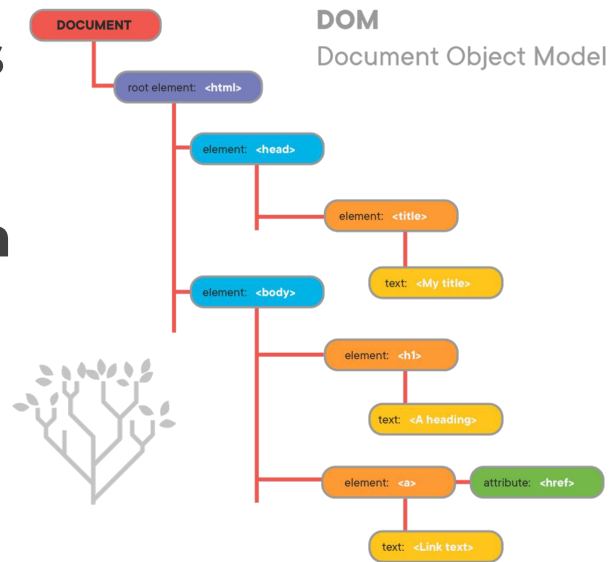 DOCUMENT
DOM
Document Object Model
root element: <html>
element: <head>
element: <title>
text: <My title>
element: <body>
element: <h1>
text: <A heading>
element: <a>
attribute: <href>
text: <Link text>